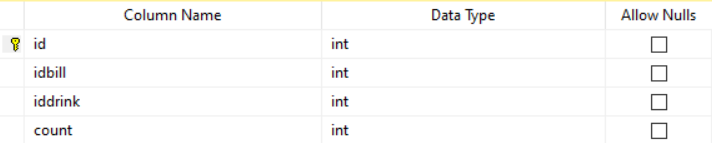 Column Name Data Type Allow Nulls
id int
idbill int
iddrink int
count int